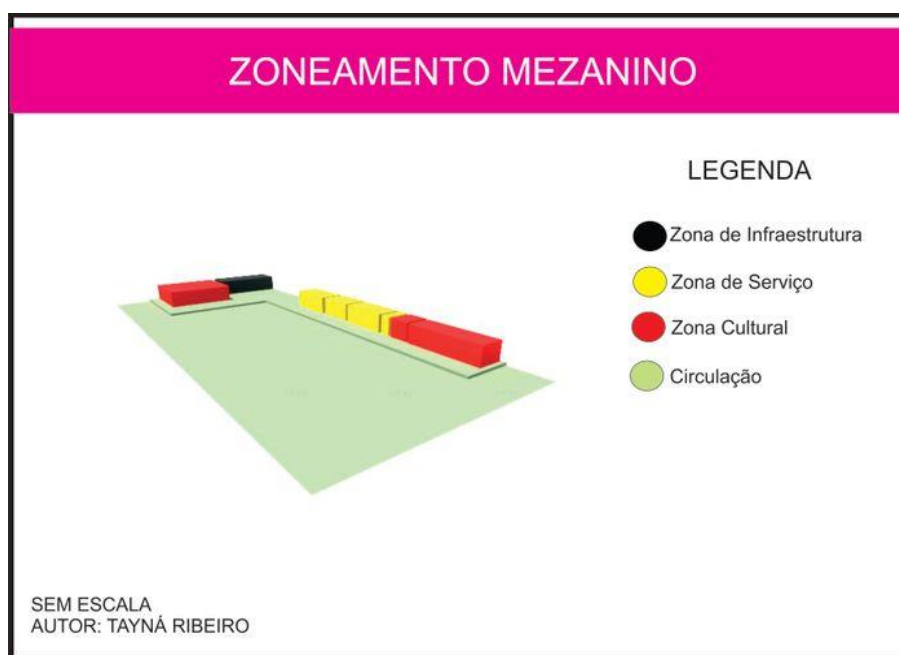 ZONEAMENTO MEZANINO
LEGENDA
Zona de Infraestrutura
Zona de Serviço
Zona Cultural
Circulação
SEM ESCALA
AUTOR: TAYNÁ RIBEIRO